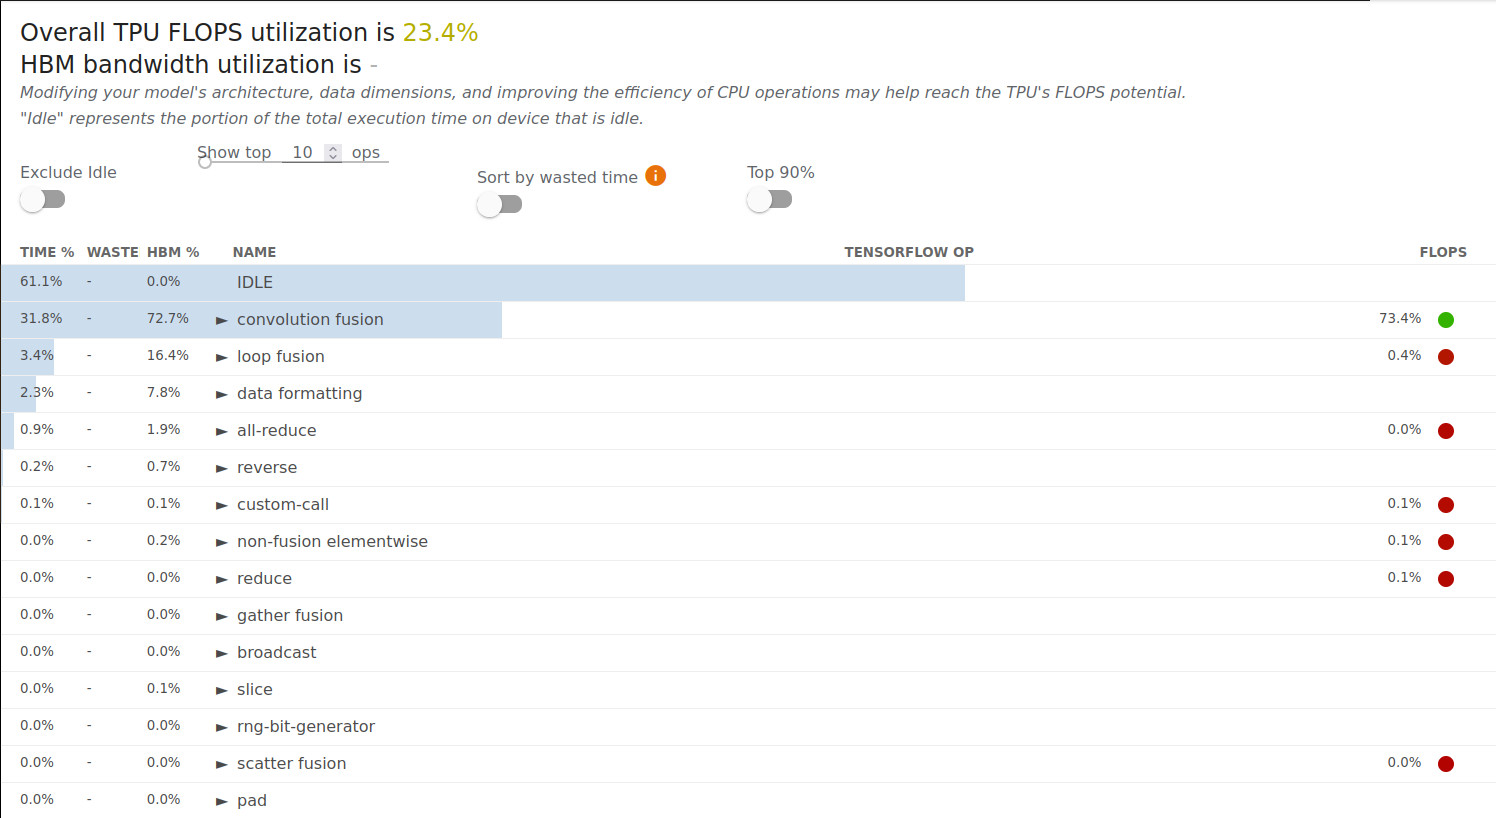 Overall TPU FLOPS utilization is 23.4%
HBM bandwidth utilization is -
Modifying your model's architecture, data dimensions, and improving the efficiency of CPU operations may help reach the TPU's FLOPS potential.
"Idle" represents the portion of the total execution time on device that is idle.
Show top 10 ops
Exclude Idle
Sort by wasted time i
Top 90%
TIME % WASTE HBM % NAME TENSORFLOW OP FLOPS
61.1% - 0.0% IDLE
31.8% - 72.7% ► convolution fusion 73.4%
3.4% - 16.4% ► loop fusion 0.4%
2.3% - 7.8% ► data formatting
0.9% - 1.9% ► all-reduce 0.0%
0.2% - 0.7% ► reverse
0.1% - 0.1% ► custom-call 0.1%
0.0% - 0.2% ► non-fusion elementwise 0.1%
0.0% - 0.0% ► reduce 0.1%
0.0% - 0.0% ► gather fusion
0.0% - 0.0% ► broadcast
0.0% - 0.1% ► slice
0.0% - 0.0% ► rng-bit-generator
0.0% - 0.0% ► scatter fusion 0.0%
0.0% - 0.0% ► pad